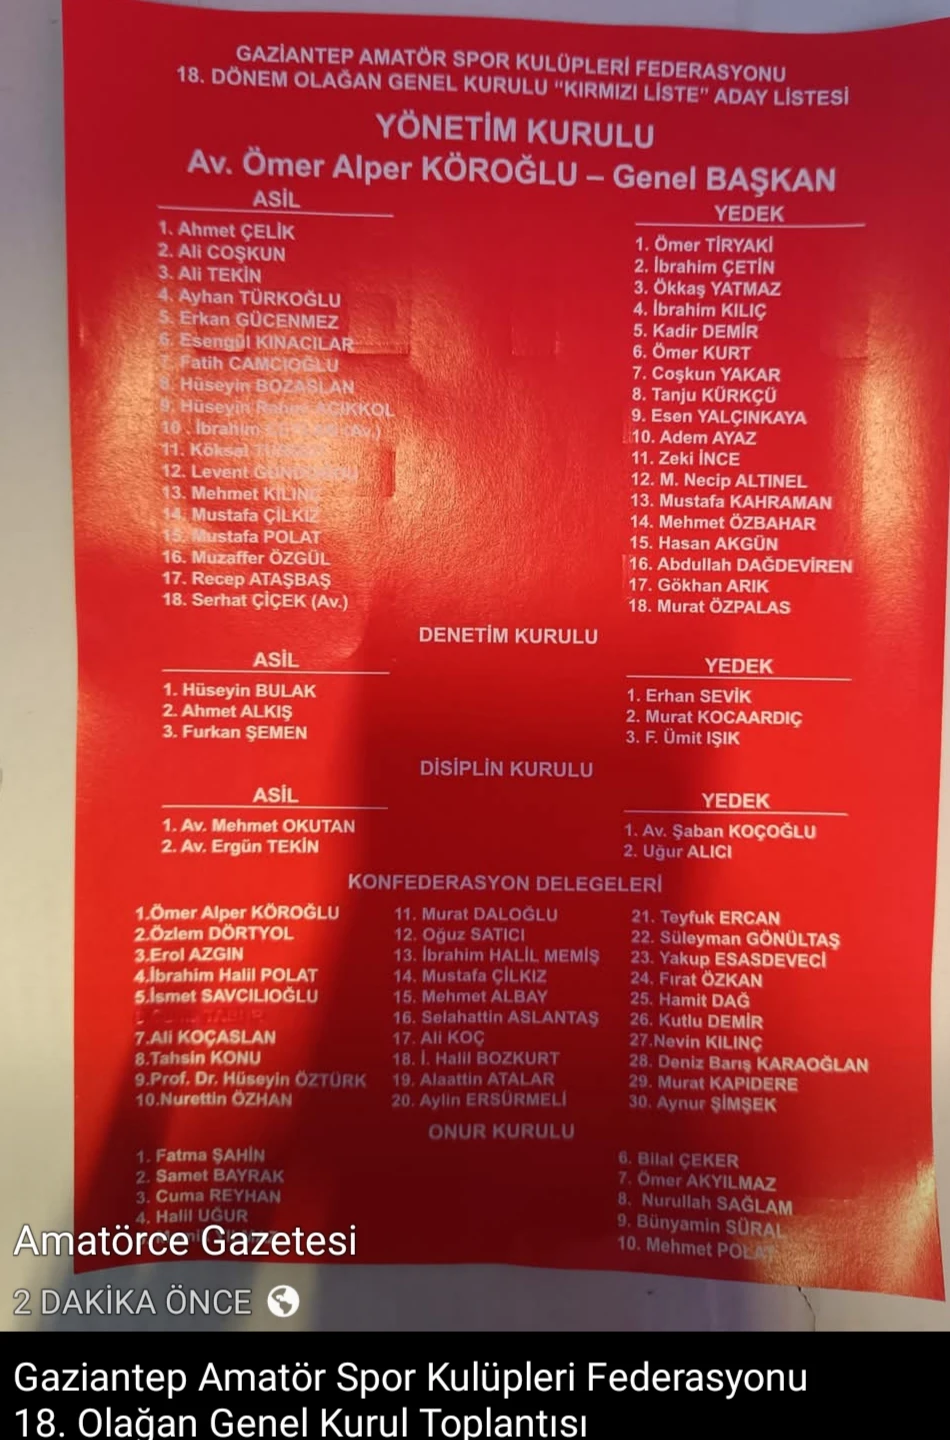 GAZİANTEP AMATÖR SPOR KULÜPLERİ FEDERASYONU
18. DÖNEM OLAĞAN GENEL KURULU "KIRMIZI LİSTE" ADAY LİSTESİ
YÖNETİM KURULU
Av. Ömer Alper KÖROĞLU – Genel BAŞKAN
ASİL
1. Ahmet ÇELİK
2. Ali COŞKUN
3. Ali TEKİN
4. Ayhan TÜRKOĞLU
5. Erkan GÜCENMEZ
6. Esengül KINACILAR
7. Fatih CAMCIOĞLU
8. Hüseyin BOZASLAN
9. Hüseyin AÇIKKOL
10 . İbrahim (Av.)
11. Köksal
12. Levent
13. Mehmet KILINÇ
14. Mustafa ÇİLKIZ
15. Mustafa POLAT
16. Muzaffer ÖZGÜL
17. Recep ATAŞBAŞ
18. Serhat ÇİÇEK (Av.)
YEDEK
1. Ömer TİRYAKİ
2. İbrahim ÇETİN
3. Ökkaş YATMAZ
4. İbrahim KILIÇ
5. Kadir DEMİR
6. Ömer KURT
7. Coşkun YAKAR
8. Tanju KÜRKÇÜ
9. Esen YALÇINKAYA
10. Adem AYAZ
11. Zeki İNCE
12. M. Necip ALTINEL
13. Mustafa KAHRAMAN
14. Mehmet ÖZBAHAR
15. Hasan AKGÜN
16. Abdullah DAĞDEVİREN
17. Gökhan ARIK
18. Murat ÖZPALAS
DENETİM KURULU
ASİL
1. Hüseyin BULAK
2. Ahmet ALKIŞ
3. Furkan ŞEMEN
YEDEK
1. Erhan SEVİK
2. Murat KOCAARDIÇ
3. F. Ümit IŞIK
DİSİPLİN KURULU
ASİL
1. Av. Mehmet OKUTAN
2. Av. Ergün TEKİN
YEDEK
1. Av. Şaban KOÇOĞLU
2. Uğur ALICI
KONFEDERASYON DELEGELERİ
1.Ömer Alper KÖROĞLU
2.Özlem DÖRTYOL
3.Erol AZGIN
4.İbrahim Halil POLAT
5.İsmet SAVCILIOĞLU
7.Ali KOÇASLAN
8.Tahsin KONU
9.Prof. Dr. Hüseyin ÖZTÜRK
10.Nurettin ÖZHAN
11. Murat DALOĞLU
12. Oğuz SATICI
13. İbrahim HALİL MEMİŞ
14. Mustafa ÇİLKIZ
15. Mehmet ALBAY
16. Selahattin ASLANTAŞ
17. Ali KOÇ
18. İ. Halil BOZKURT
19. Alaattin ATALAR
20. Aylin ERSÜRMELİ
21. Teyfuk ERCAN
22. Süleyman GÖNÜLTAŞ
23. Yakup ESASDEVECİ
24. Fırat ÖZKAN
25. Hamit DAĞ
26. Kutlu DEMİR
27.Nevin KILINÇ
28. Deniz Barış KARAOĞLAN
29. Murat KAPIDERE
30. Aynur ŞİMŞEK
ONUR KURULU
1. Fatma ŞAHİN
2. Samet BAYRAK
3. Cuma REYHAN
4. Halil UĞUR
6. Bilal ÇEKER
7. Ömer AKYILMAZ
8. Nurullah SAĞLAM
9. Bünyamin SÜRAL
10. Mehmet POLAT
Amatörce Gazetesi
2 DAKİKA ÖNCE
Gaziantep Amatör Spor Kulüpleri Federasyonu
18. Olağan Genel Kurul Toplantısı